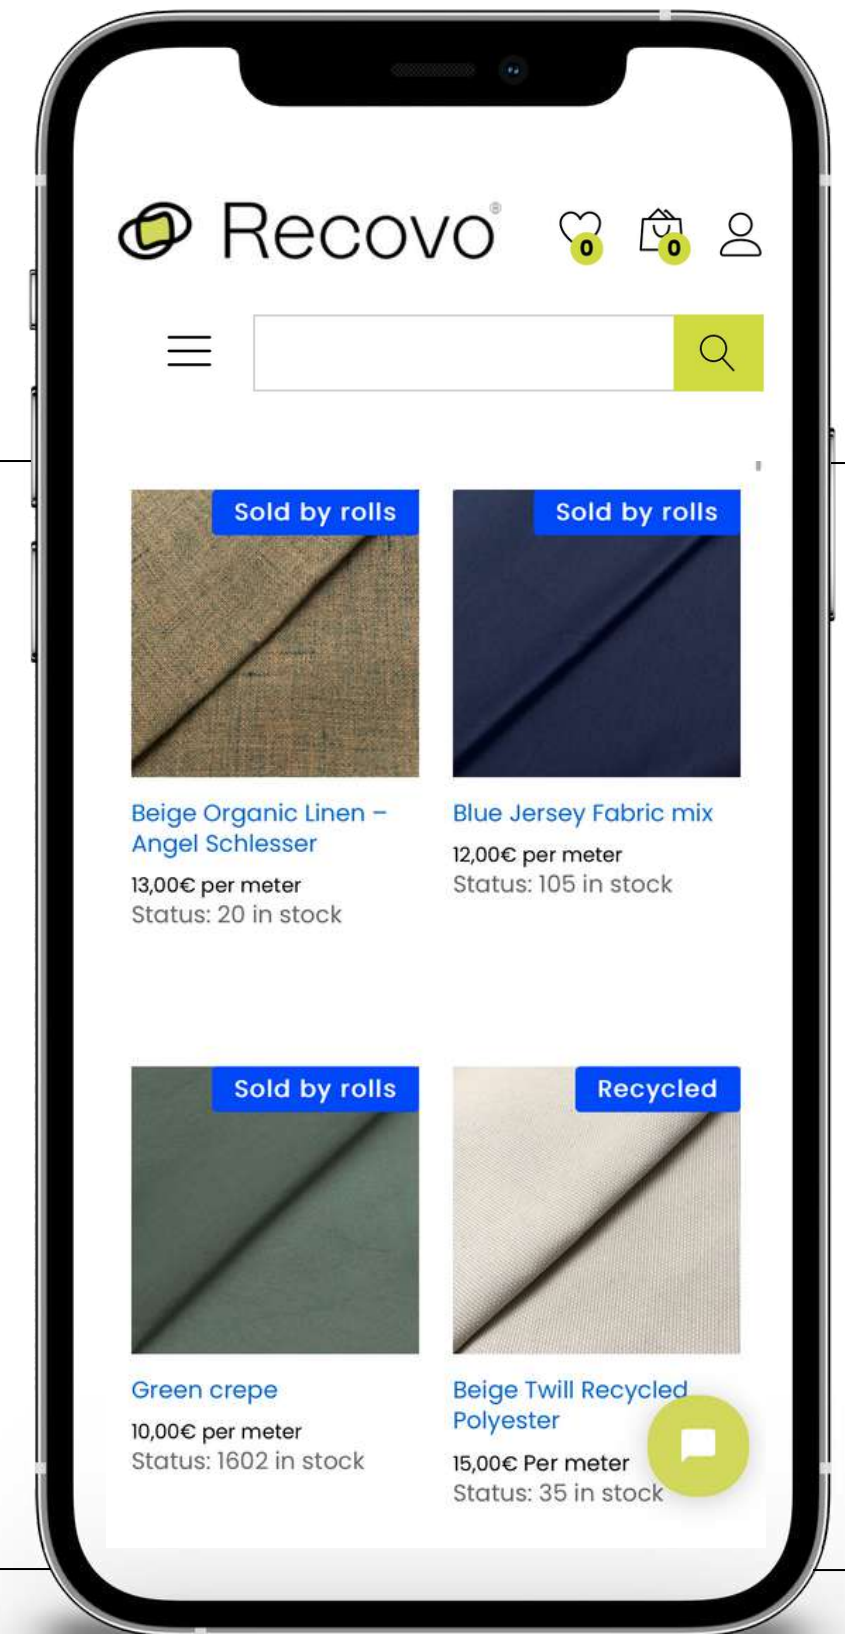 Recovo®
0
0
Sold by rolls
Sold by rolls
Beige Organic Linen –
Angel Schlesser
13,00€ per meter
Status: 20 in stock
Blue Jersey Fabric mix
12,00€ per meter
Status: 105 in stock
Sold by rolls
Recycled
Green crepe
10,00€ per meter
Status: 1602 in stock
Beige Twill Recycled
Polyester
15,00€ Per meter
Status: 35 in stock